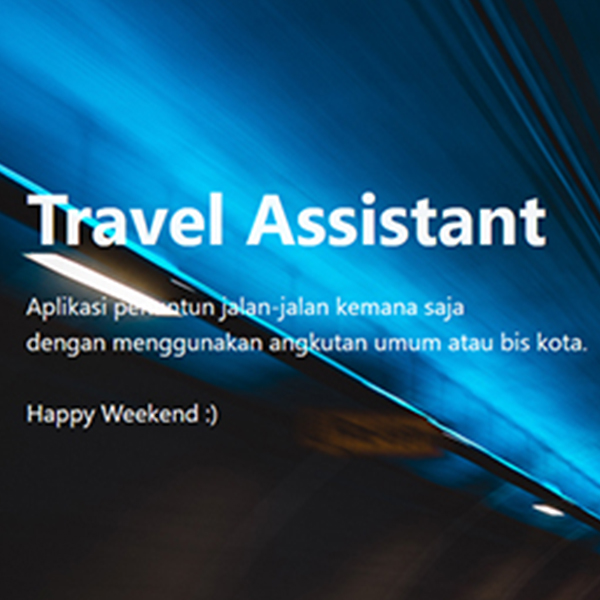 Travel Assistant
Aplikasi penuntun jalan-jalan kemana saja
dengan menggunakan angkutan umum atau bis kota.
Happy Weekend :)